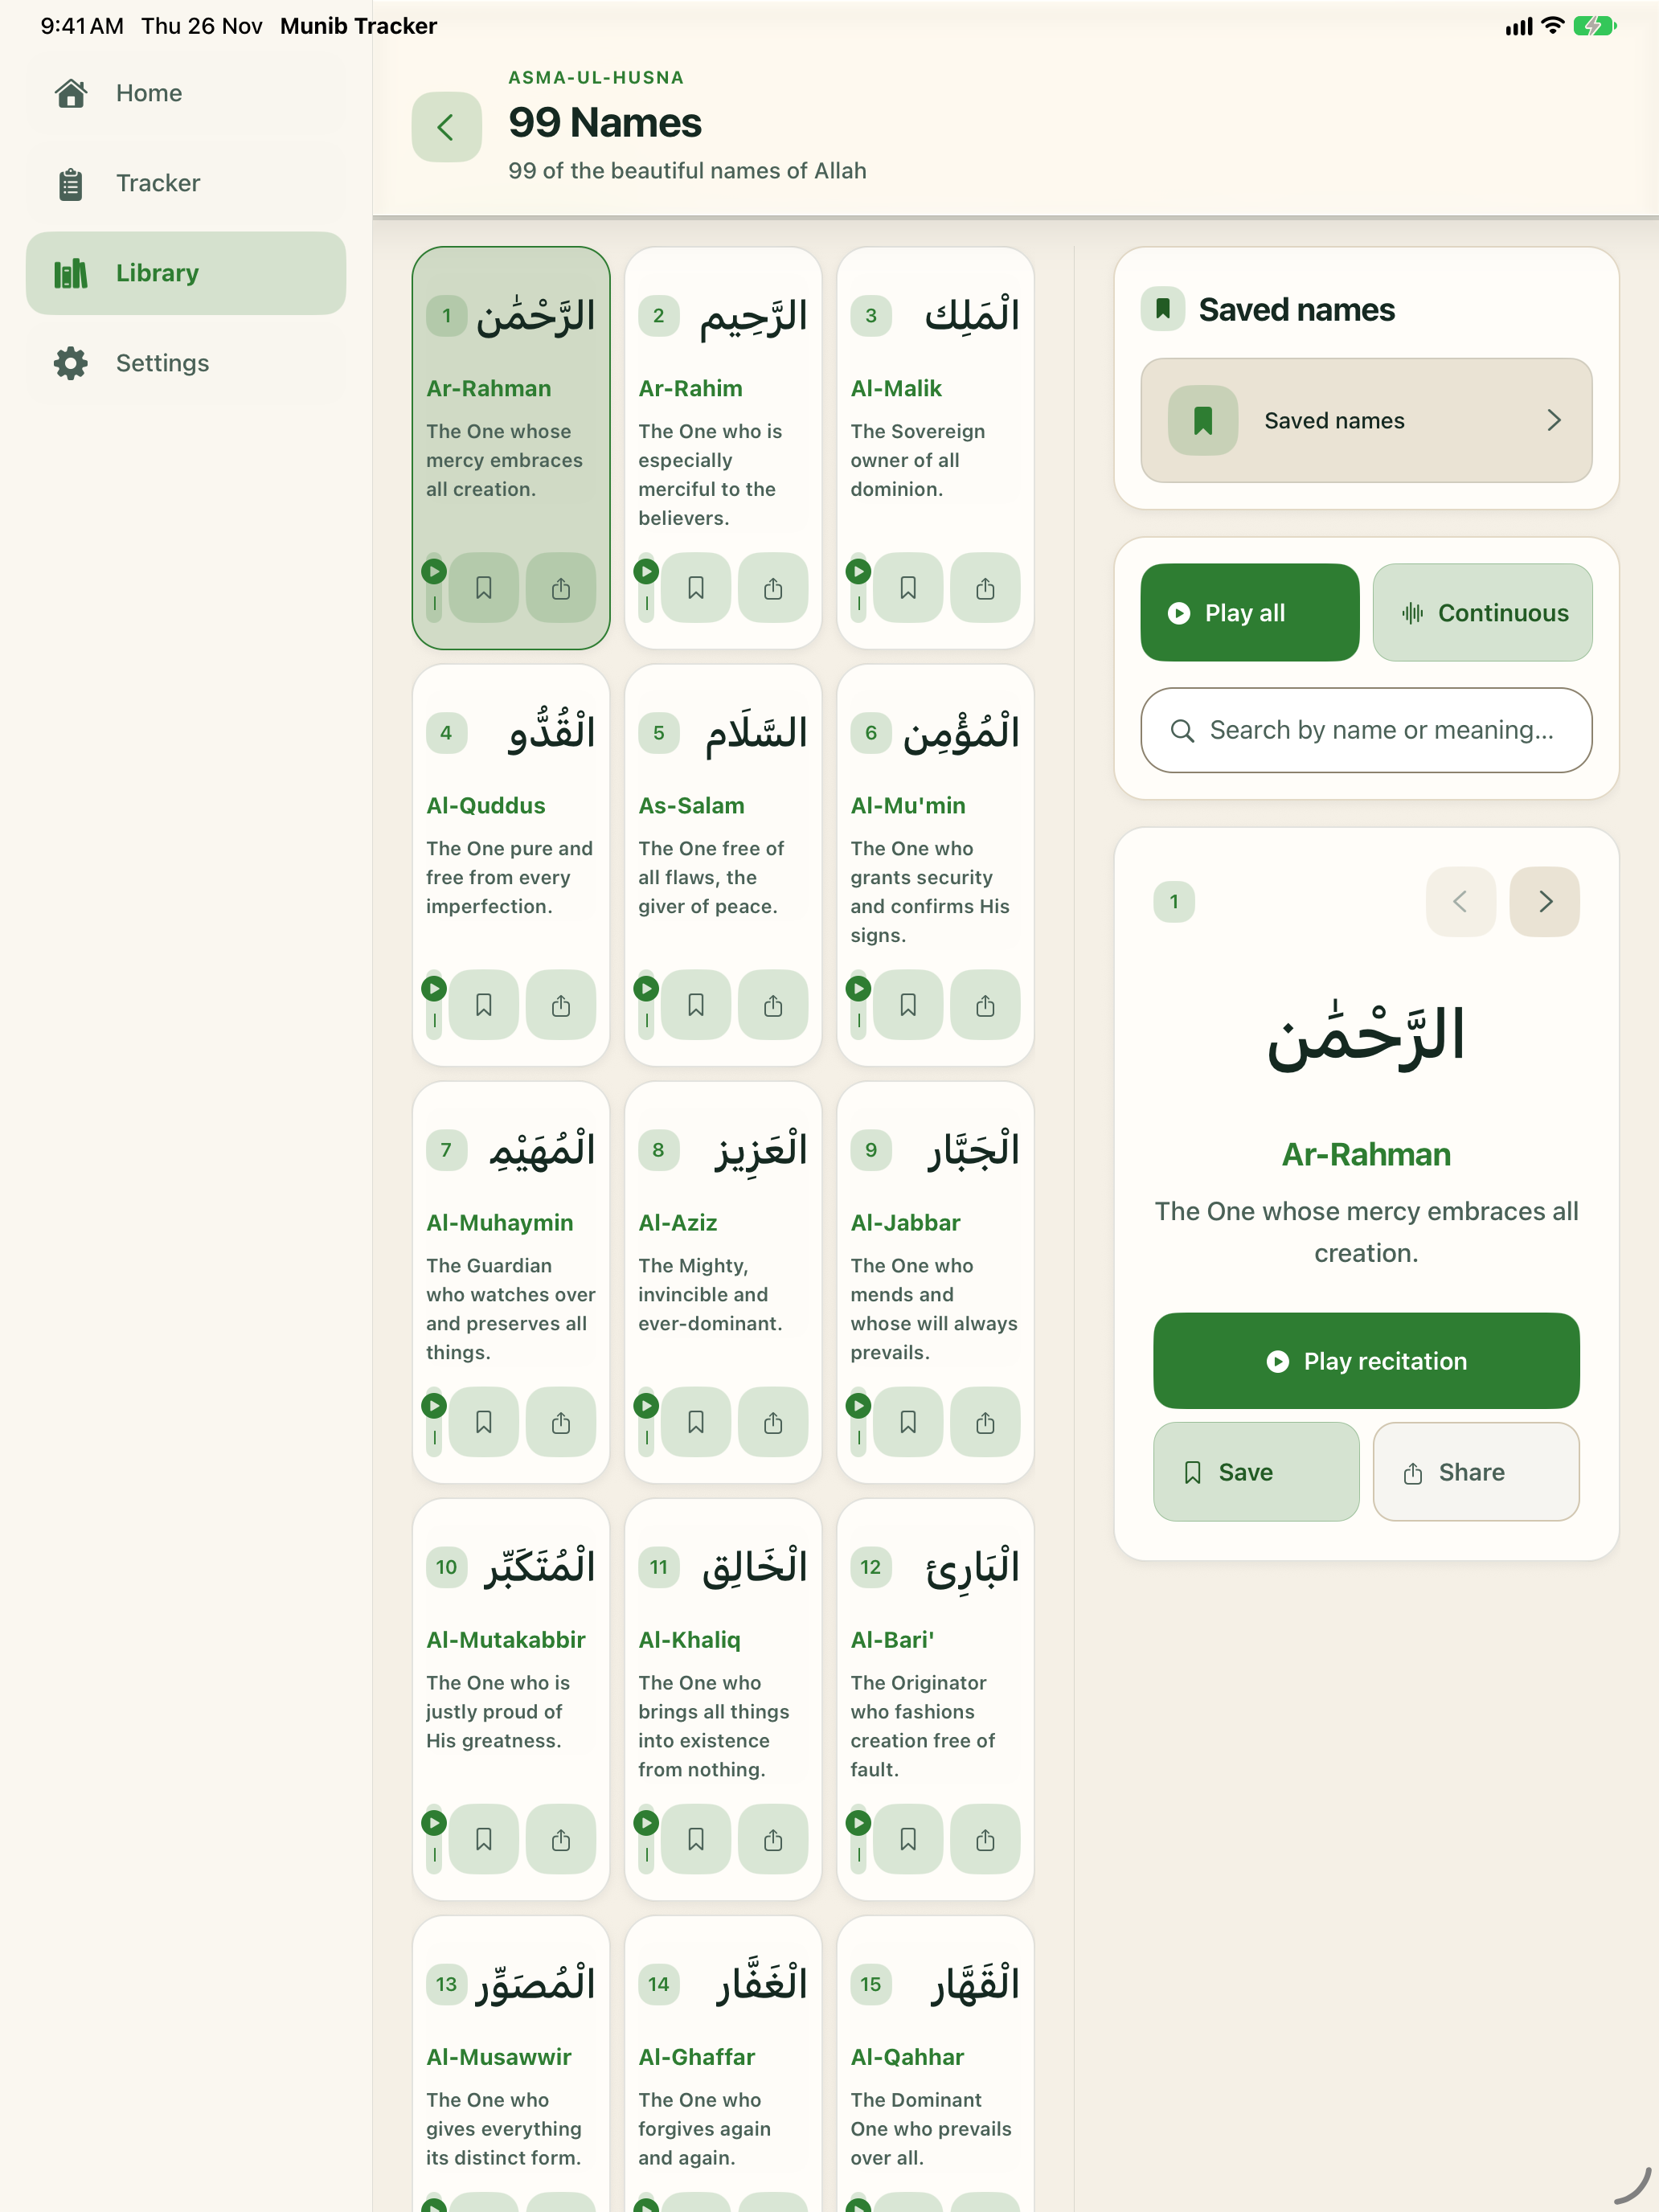 9:41 AM Thu 26 Nov Munib Tracker
Home
Tracker
Library
Settings
ASMA-UL-HUSNA
99 Names
99 of the beautiful names of Allah
1
الرَّحْمَٰن
Ar-Rahman
The One whose
mercy embraces
all creation.
2
الرَّحِيم
Ar-Rahim
The One who is
especially
merciful to the
believers.
3
الْمَلِك
Al-Malik
The Sovereign
owner of all
dominion.
4
الْقُدُّو
Al-Quddus
The One pure and
free from every
imperfection.
5
السَّلَام
As-Salam
The One free of
all flaws, the
giver of peace.
6
الْمُؤْمِن
Al-Mu'min
The One who
grants security
and confirms His
signs.
7
الْمُهَيْمِ
Al-Muhaymin
The Guardian
who watches over
and preserves all
things.
8
الْعَزِيز
Al-Aziz
The Mighty,
invincible and
ever-dominant.
9
الْجَبَّار
Al-Jabbar
The One who
mends and
whose will always
prevails.
10
الْمُتَكَبِّر
Al-Mutakabbir
The One who is
justly proud of
His greatness.
11
الْخَالِق
Al-Khaliq
The One who
brings all things
into existence
from nothing.
12
الْبَارِئ
Al-Bari'
The Originator
who fashions
creation free of
fault.
13
الْمُصَوِّر
Al-Musawwir
The One who
gives everything
its distinct form.
14
الْغَفَّار
Al-Ghaffar
The One who
forgives again
and again.
15
الْقَهَّار
Al-Qahhar
The Dominant
One who prevails
over all.
Saved names
Saved names
Play all
Continuous
Search by name or meaning...
1
الرَّحْمَٰن
Ar-Rahman
The One whose mercy embraces all
creation.
Play recitation
Save
Share